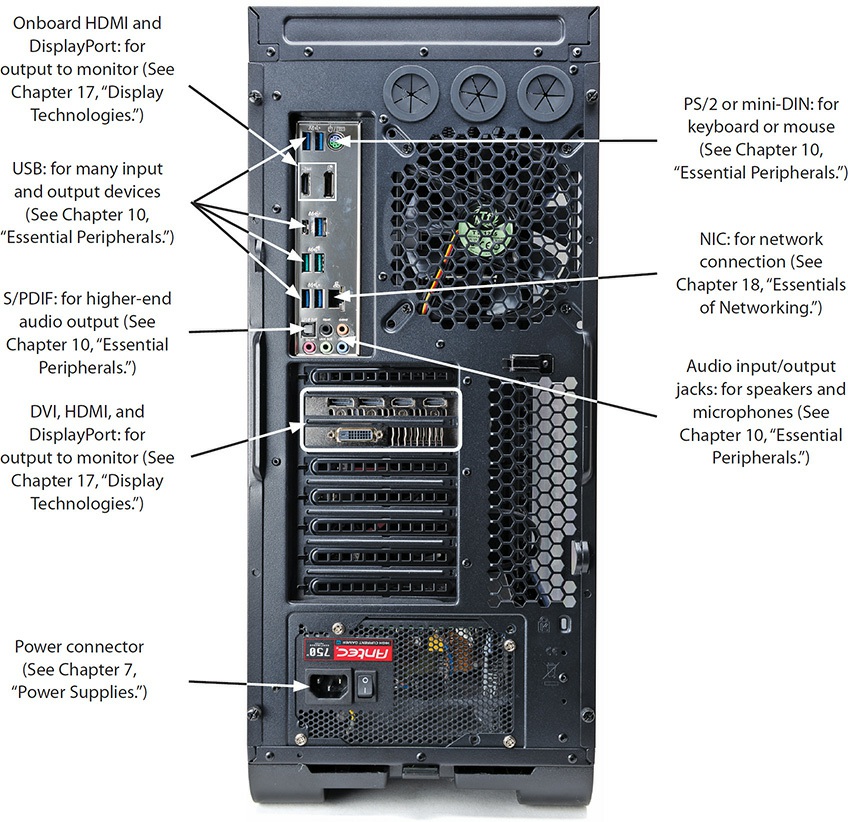 Onboard HDMI and
DisplayPort: for
output to monitor (See
Chapter 17, “Display
Technologies.”)
USB: for many input
and output devices
(See Chapter 10,
“Essential Peripherals.”)
S/PDIF: for higher-end
audio output (See
Chapter 10, “Essential
Peripherals.”)
DVI, HDMI, and
DisplayPort: for
output to monitor (See
Chapter 17, “Display
Technologies.”)
Power connector
(See Chapter 7,
“Power Supplies.”)
PS/2 or mini-DIN: for
keyboard or mouse
(See Chapter 10,
“Essential Peripherals.”)
NIC: for network
connection (See
Chapter 18, “Essentials
of Networking.”)
Audio input/output
jacks: for speakers and
microphones (See
Chapter 10, “Essential
Peripherals.”)
Antec
HIGH CURRENT GAMER
750